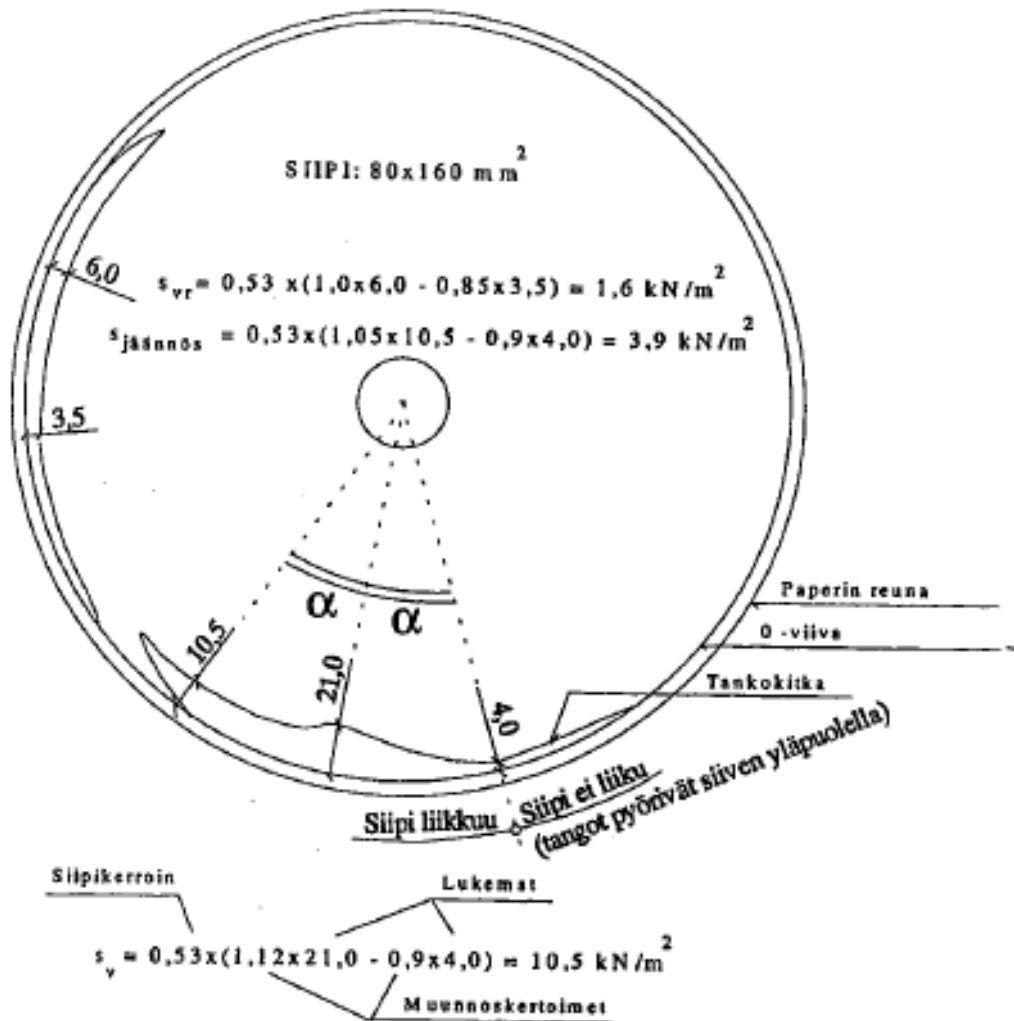 SIIPI: 80x160 mm²
6,0
s_vr = 0,53 x(1,0x6,0 - 0,85x3,5) = 1,6 kN/m²
s_jäännös = 0,53x(1,05x10,5 - 0,9x4,0) = 3,9 kN/m²
3,5
α
α
10,5
21,0
4,0
Paperin reuna
0 -viiva
Tankokitka
Siipi liikkuu
Siipi ei liiku
(tangot pyörivät siiven yläpuolella)
Siipikerroin
Lukemat
s_v = 0,53x(1,12x21,0 - 0,9x4,0) = 10,5 kN/m²
Muunnoskertoimet